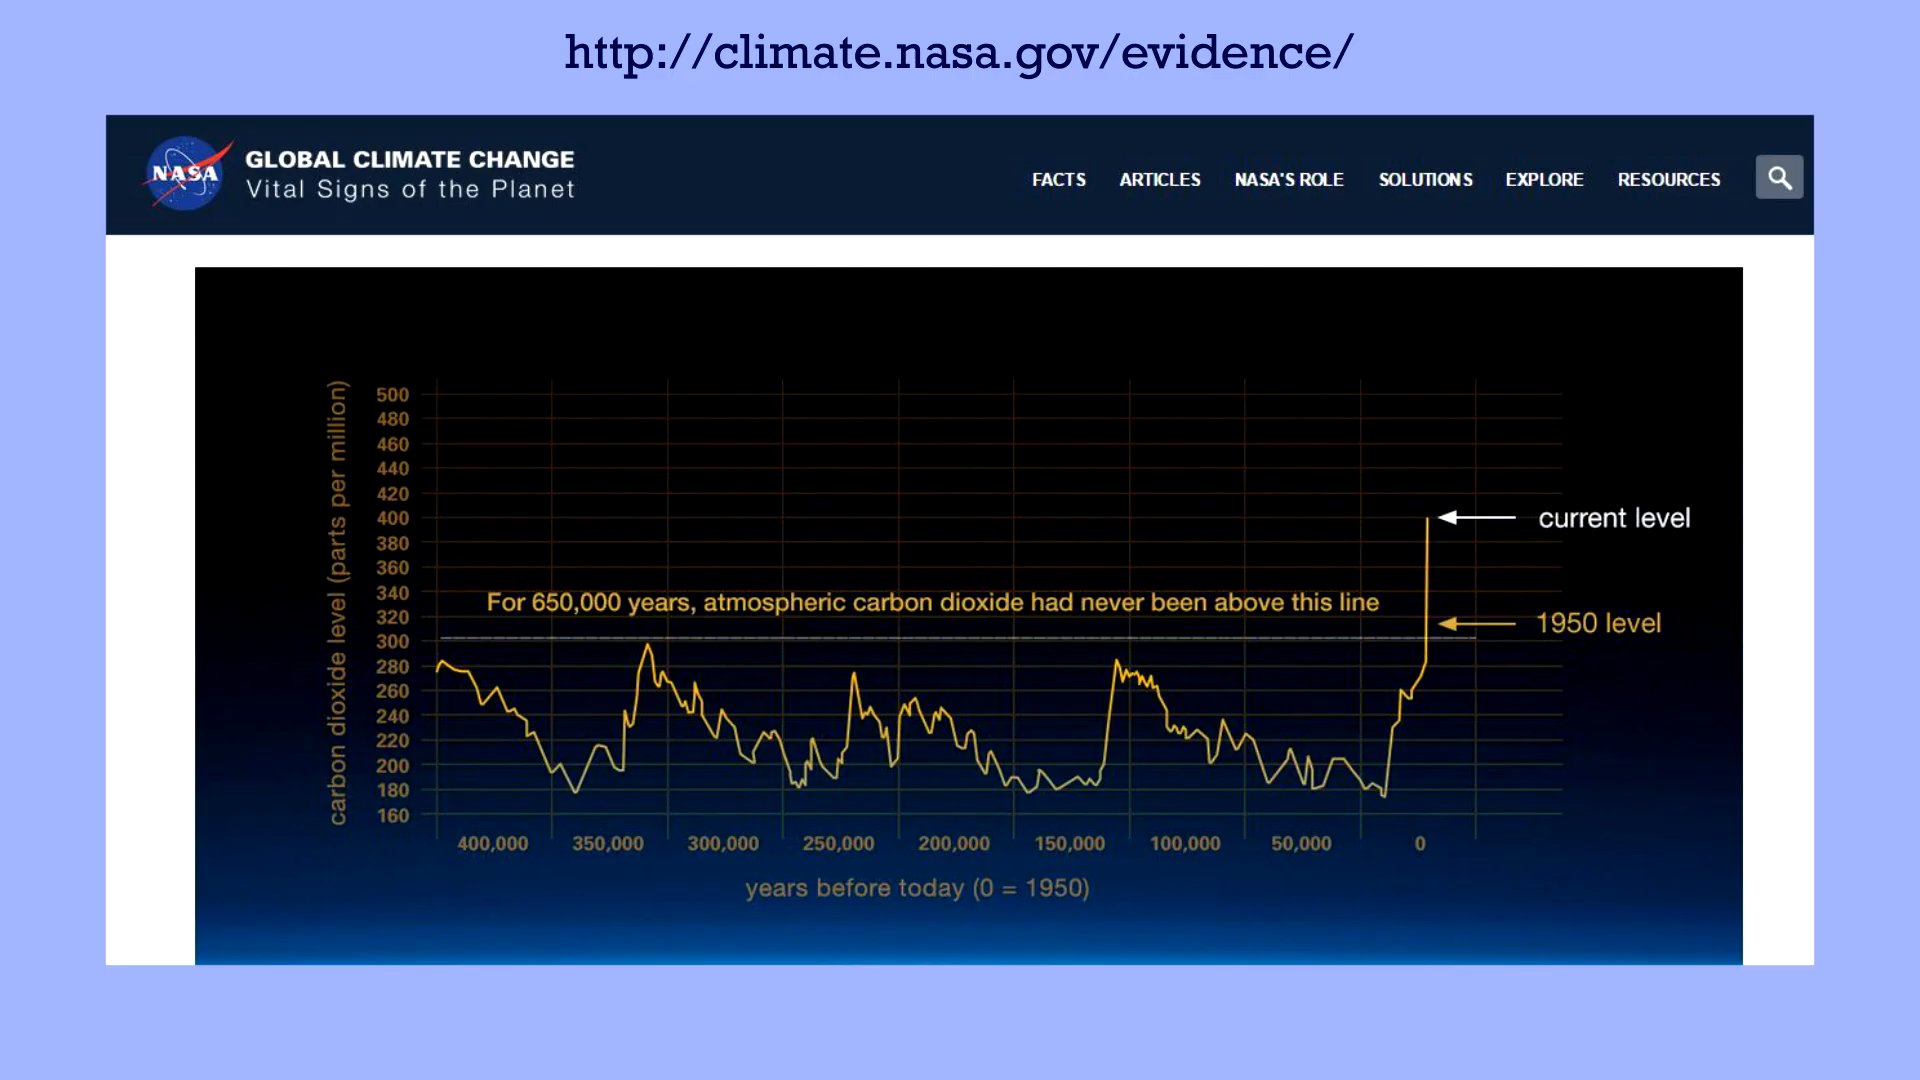 http://climate.nasa.gov/evidence/
NASA
GLOBAL CLIMATE CHANGE
Vital Signs of the Planet
FACTS ARTICLES NASA'S ROLE SOLUTIONS EXPLORE RESOURCES
carbon dioxide level (parts per million)
500
480
460
440
420
400
380
360
340
320
300
280
260
240
220
200
180
160
current level
For 650,000 years, atmospheric carbon dioxide had never been above this line
1950 level
400,000 350,000 300,000 250,000 200,000 150,000 100,000 50,000 0
years before today (0 = 1950)